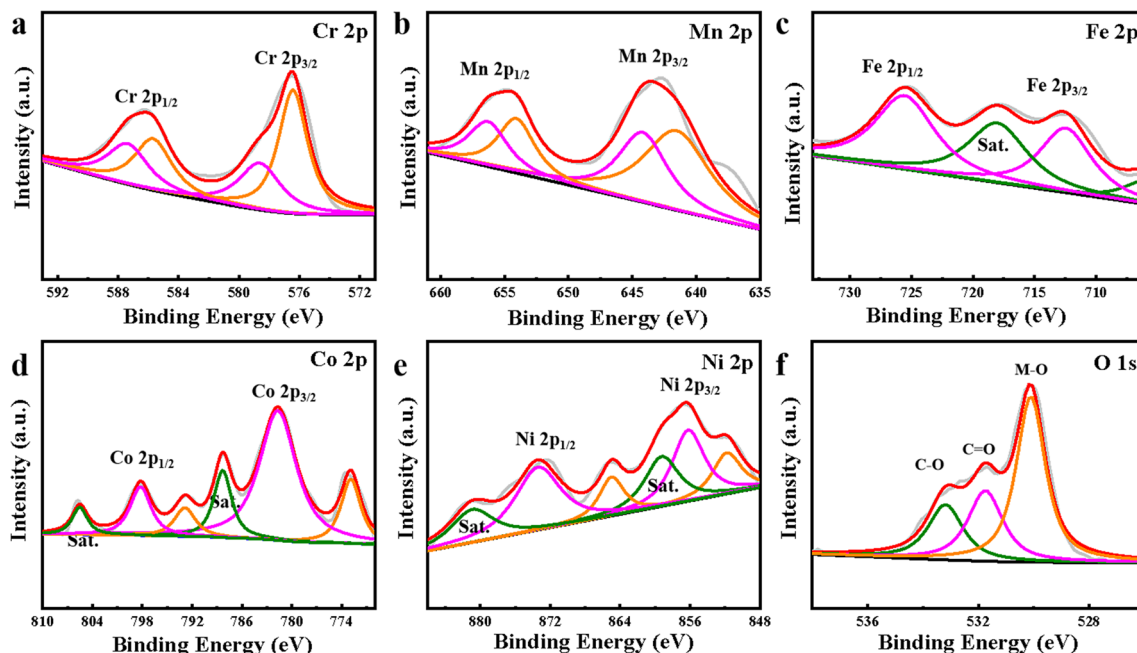 a
Cr 2p
Cr 2p3/2
Cr 2p1/2
Intensity (a.u.)
592 588 584 580 576 572
Binding Energy (eV)
b
Mn 2p
Mn 2p1/2
Mn 2p3/2
Intensity (a.u.)
660 655 650 645 640 635
Binding Energy (eV)
c
Fe 2p
Fe 2p1/2
Fe 2p3/2
Sat.
Intensity (a.u.)
730 725 720 715 710
Binding Energy (eV)
d
Co 2p
Co 2p3/2
Co 2p1/2
Sat.
Sat.
Intensity (a.u.)
810 804 798 792 786 780 774
Binding Energy (eV)
e
Ni 2p
Ni 2p3/2
Ni 2p1/2
Sat.
Sat.
Intensity (a.u.)
880 872 864 856 848
Binding Energy (eV)
f
O 1s
M-O
C=O
C-O
Intensity (a.u.)
536 532 528
Binding Energy (eV)